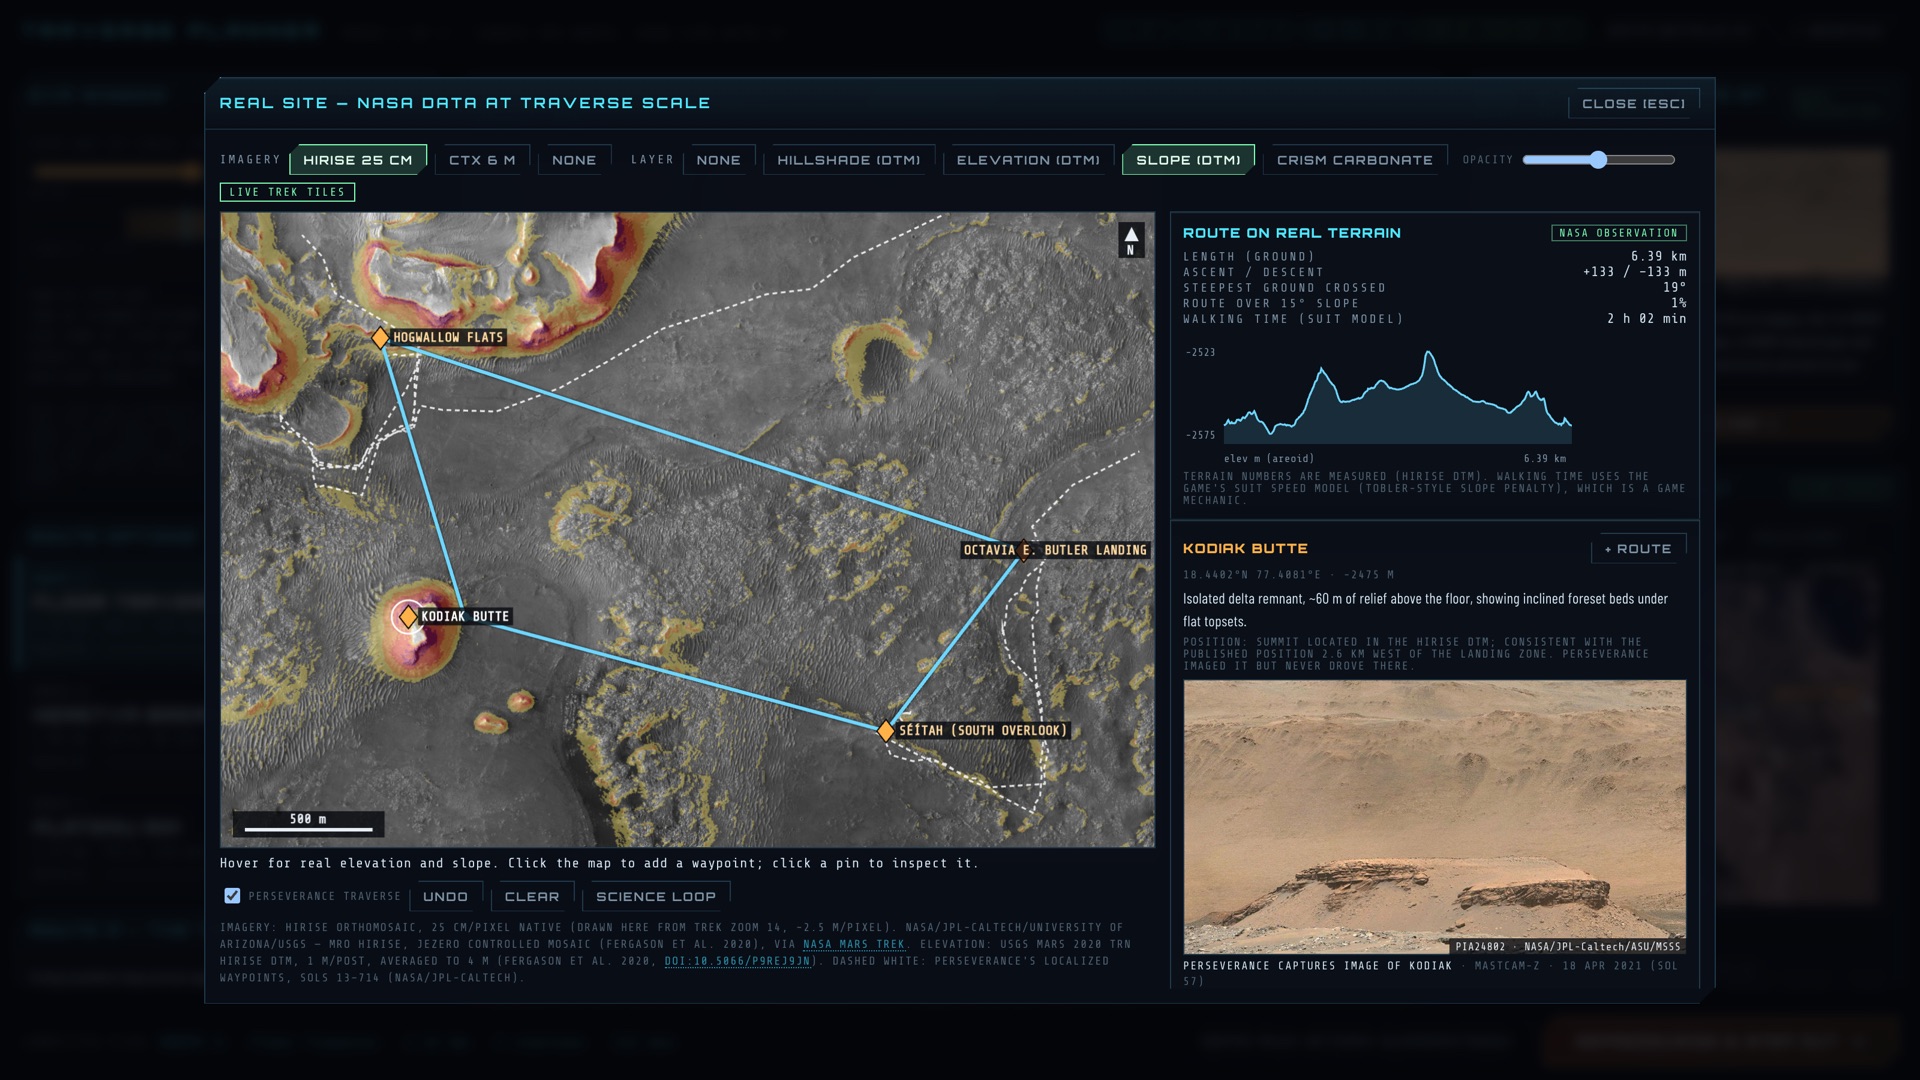 REAL SITE – NASA DATA AT TRAVERSE SCALE
CLOSE [ESC]
IMAGERY HIRISE 25 CM CTX 6 M NONE LAYER NONE HILLSHADE (DTM) ELEVATION (DTM) SLOPE (DTM) CRISM CARBONATE OPACITY
LIVE TREK TILES
N
HOGWALLOW FLATS
OCTAVIA E. BUTLER LANDING
KODIAK BUTTE
SÉÍTAH (SOUTH OVERLOOK)
500 m
Hover for real elevation and slope. Click the map to add a waypoint; click a pin to inspect it.
PERSEVERANCE TRAVERSE UNDO CLEAR SCIENCE LOOP
IMAGERY: HIRISE ORTHOMOSAIC, 25 CM/PIXEL NATIVE (DRAWN HERE FROM TREK ZOOM 14, ~2.5 M/PIXEL). NASA/JPL-CALTECH/UNIVERSITY OF
ARIZONA/USGS – MRO HIRISE, JEZERO CONTROLLED MOSAIC (FERGASON ET AL. 2020), VIA NASA MARS TREK. ELEVATION: USGS MARS 2020 TRN
HIRISE DTM, 1 M/POST, AVERAGED TO 4 M (FERGASON ET AL. 2020, DOI:10.5066/P9REJ9JN). DASHED WHITE: PERSEVERANCE'S LOCALIZED
WAYPOINTS, SOLS 13–714 (NASA/JPL-CALTECH).
ROUTE ON REAL TERRAIN
NASA OBSERVATION
LENGTH (GROUND) 6.39 km
ASCENT / DESCENT +133 / −133 m
STEEPEST GROUND CROSSED 19°
ROUTE OVER 15° SLOPE 1%
WALKING TIME (SUIT MODEL) 2 h 02 min
-2523
-2575
elev m (areoid) 6.39 km
TERRAIN NUMBERS ARE MEASURED (HIRISE DTM). WALKING TIME USES THE
GAME'S SUIT SPEED MODEL (TOBLER-STYLE SLOPE PENALTY), WHICH IS A GAME
MECHANIC.
KODIAK BUTTE
+ ROUTE
18.4402°N 77.4081°E · −2475 M
Isolated delta remnant, ~60 m of relief above the floor, showing inclined foreset beds under
flat topsets.
POSITION: SUMMIT LOCATED IN THE HIRISE DTM; CONSISTENT WITH THE
PUBLISHED POSITION 2.6 KM WEST OF THE LANDING ZONE. PERSEVERANCE
IMAGED IT BUT NEVER DROVE THERE.
PIA24802 · NASA/JPL-Caltech/ASU/MSSS
PERSEVERANCE CAPTURES IMAGE OF KODIAK · MASTCAM-Z · 18 APR 2021 (SOL
57)